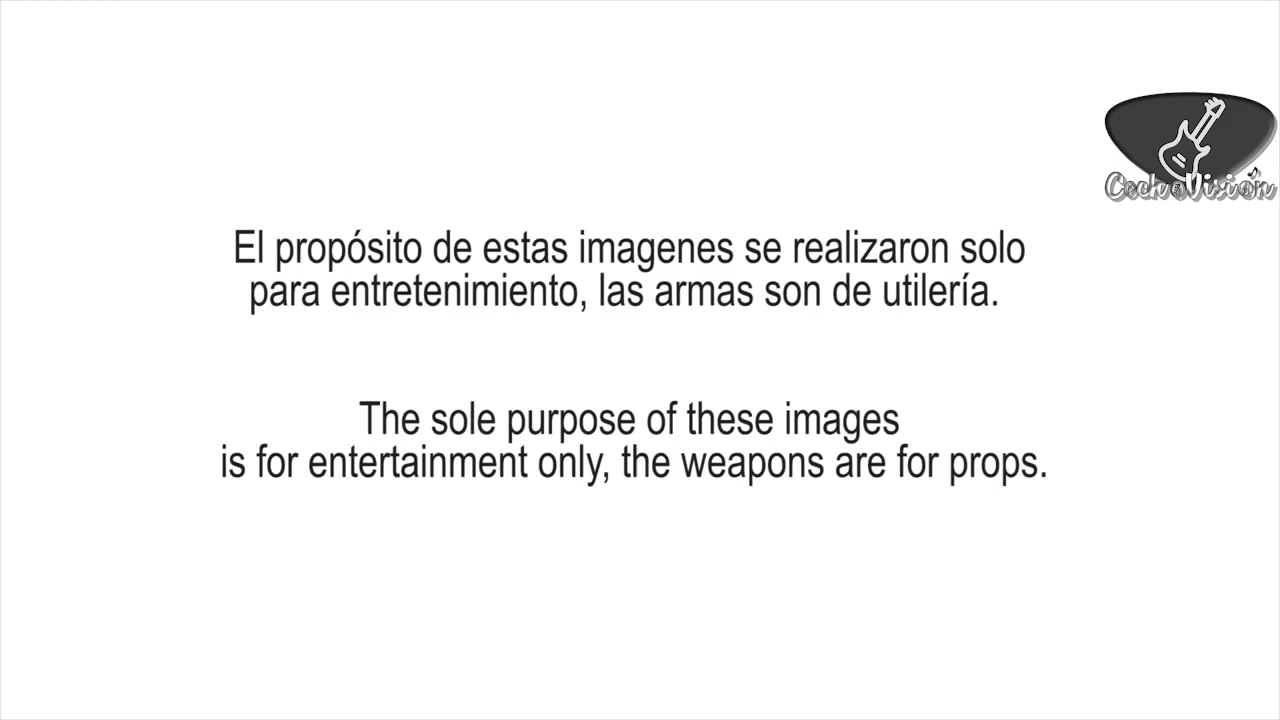 CechoVisión
El propósito de estas imagenes se realizaron solo
para entretenimiento, las armas son de utilería.
The sole purpose of these images
is for entertainment only, the weapons are for props.